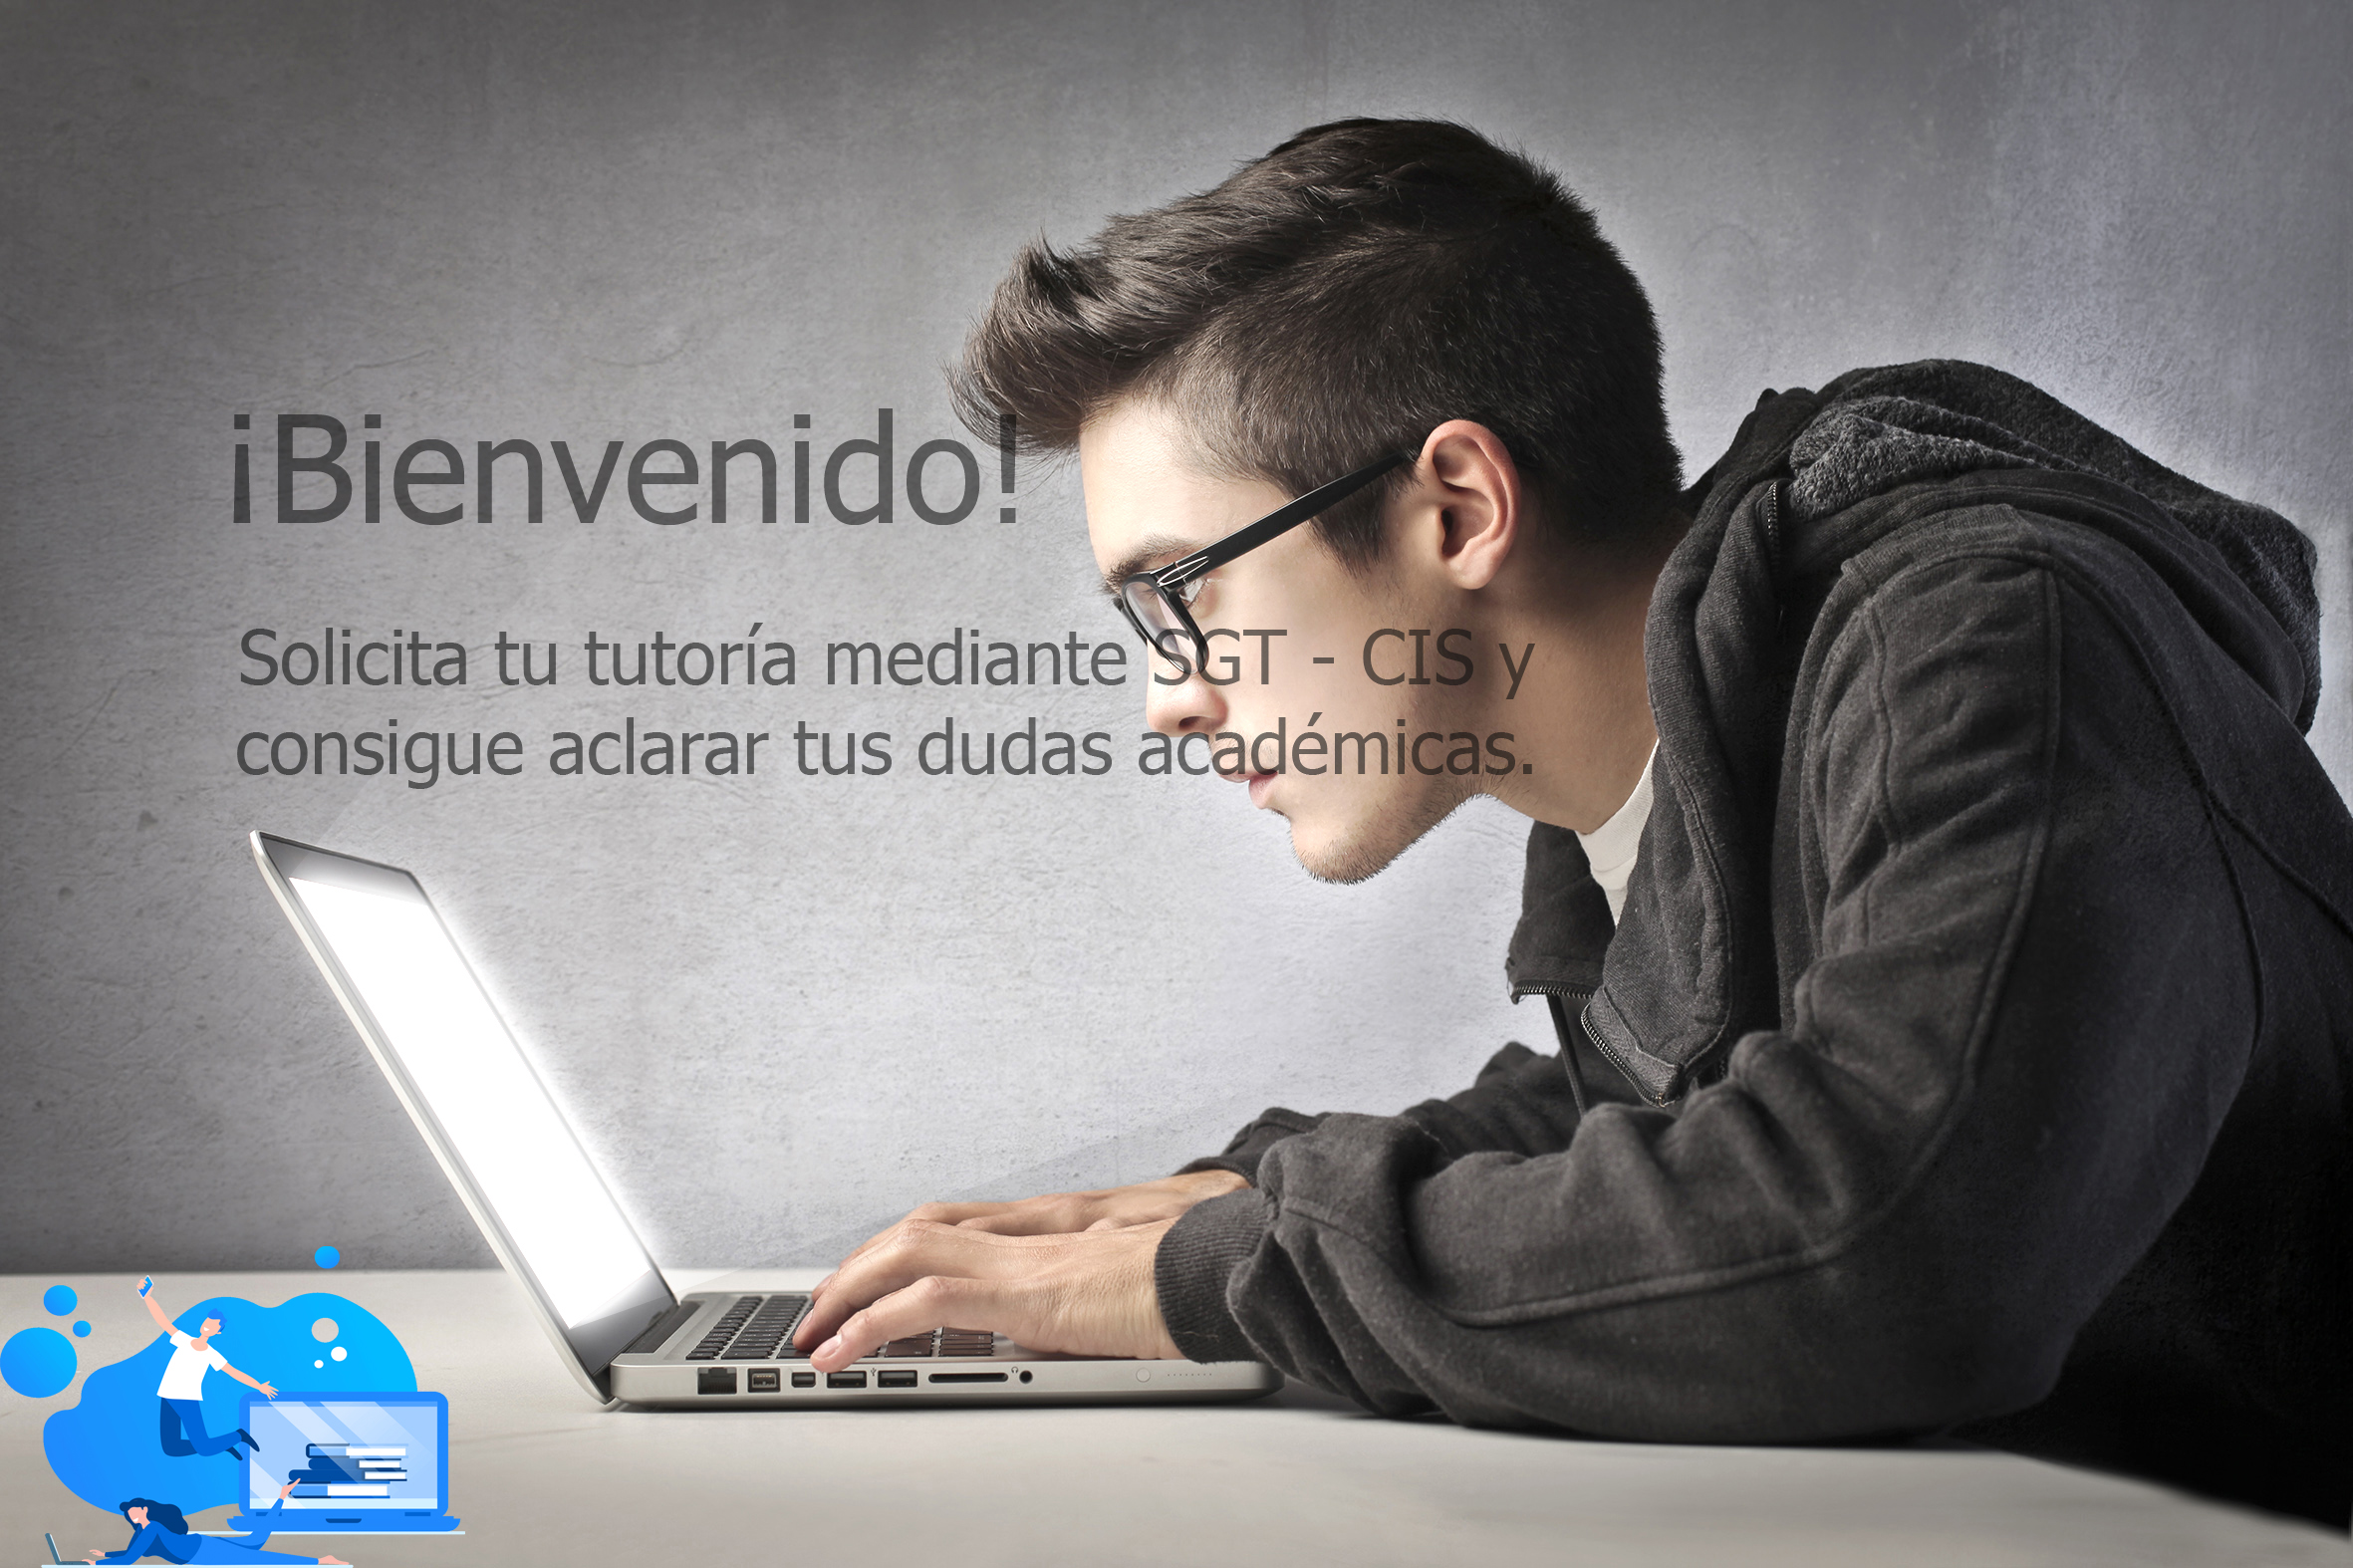 ¡Bienvenido!
Solicita tu tutoría mediante SGT - CIS y
consigue aclarar tus dudas académicas.